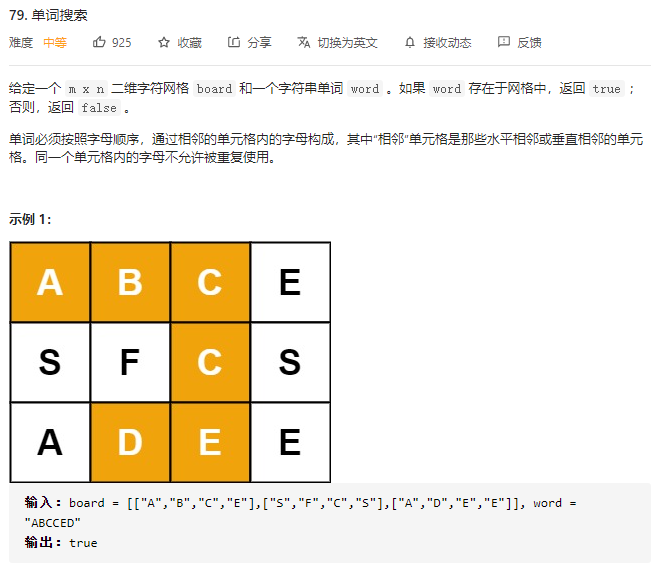 79. 单词搜索
难度 中等 925 收藏 分享 切换为英文 接收动态 反馈
给定一个 m x n 二维字符网格 board 和一个字符串单词 word 。如果 word 存在于网格中，返回 true ；
否则，返回 false 。
单词必须按照字母顺序，通过相邻的单元格内的字母构成，其中“相邻”单元格是那些水平相邻或垂直相邻的单元
格。同一个单元格内的字母不允许被重复使用。
示例 1：
A B C E
S F C S
A D E E
输入：board = [["A","B","C","E"],["S","F","C","S"],["A","D","E","E"]], word =
"ABCCED"
输出：true